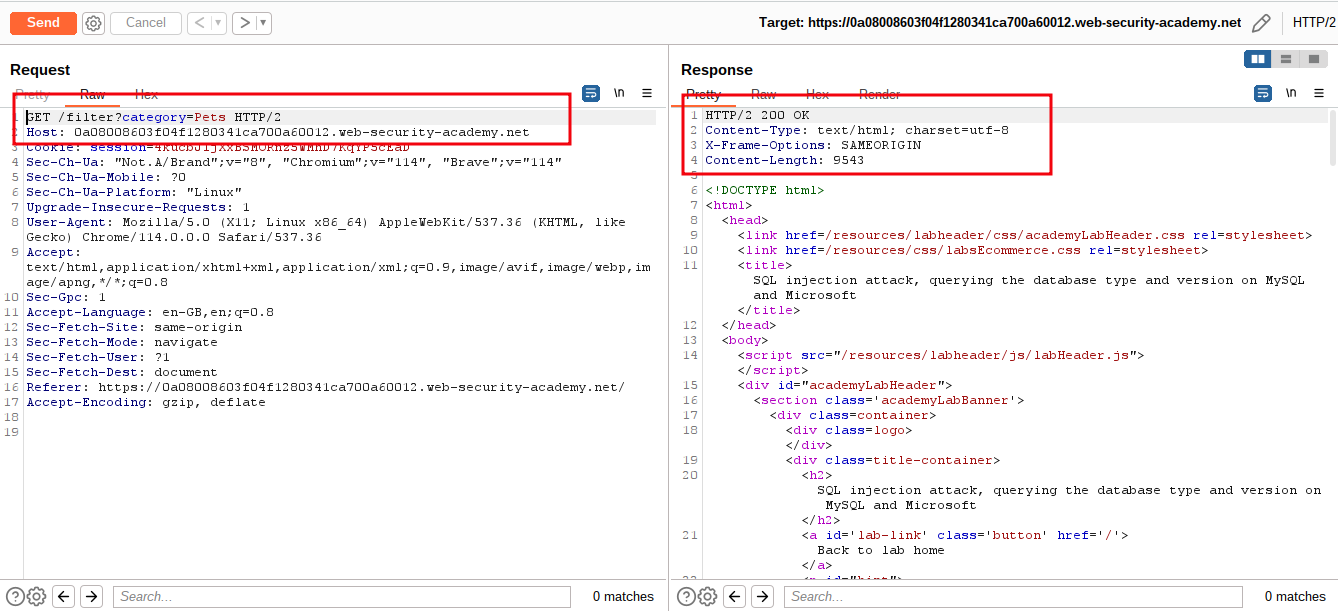 Send
Cancel
Target: https://0a08008603f04f1280341ca700a60012.web-security-academy.net
HTTP/2
Request
Pretty
Raw
Hex
\n
1 GET /filter?category=Pets HTTP/2
2 Host: 0a08008603f04f1280341ca700a60012.web-security-academy.net
3 Cookie:
4 Sec-Ch-Ua: "Not.A/Brand";v="8", "Chromium";v="114", "Brave";v="114"
5 Sec-Ch-Ua-Mobile: ?0
6 Sec-Ch-Ua-Platform: "Linux"
7 Upgrade-Insecure-Requests: 1
8 User-Agent: Mozilla/5.0 (X11; Linux x86_64) AppleWebKit/537.36 (KHTML, like
Gecko) Chrome/114.0.0.0 Safari/537.36
9 Accept:
text/html,application/xhtml+xml,application/xml;q=0.9,image/avif,image/webp,im
age/apng,*/*;q=0.8
10 Sec-Gpc: 1
11 Accept-Language: en-GB,en;q=0.8
12 Sec-Fetch-Site: same-origin
13 Sec-Fetch-Mode: navigate
14 Sec-Fetch-User: ?1
15 Sec-Fetch-Dest: document
16 Referer: https://0a08008603f04f1280341ca700a60012.web-security-academy.net/
17 Accept-Encoding: gzip, deflate
18
19
Search...
0 matches
Response
Pretty
Raw
Hex
Render
\n
1 HTTP/2 200 OK
2 Content-Type: text/html; charset=utf-8
3 X-Frame-Options: SAMEORIGIN
4 Content-Length: 9543
5
6 <!DOCTYPE html>
7 <html>
8 <head>
9 <link href=/resources/labheader/css/academyLabHeader.css rel=stylesheet>
10 <link href=/resources/css/labsEcommerce.css rel=stylesheet>
11 <title>
SQL injection attack, querying the database type and version on MySQL
and Microsoft
</title>
12 </head>
13 <body>
14 <script src="/resources/labheader/js/labHeader.js">
</script>
15 <div id="academyLabHeader">
16 <section class='academyLabBanner'>
17 <div class=container>
18 <div class=logo>
</div>
19 <div class=title-container>
20 <h2>
SQL injection attack, querying the database type and version on
MySQL and Microsoft
</h2>
21 <a id='lab-link' class='button' href='/'>
Back to lab home
</a>
Search...
0 matches